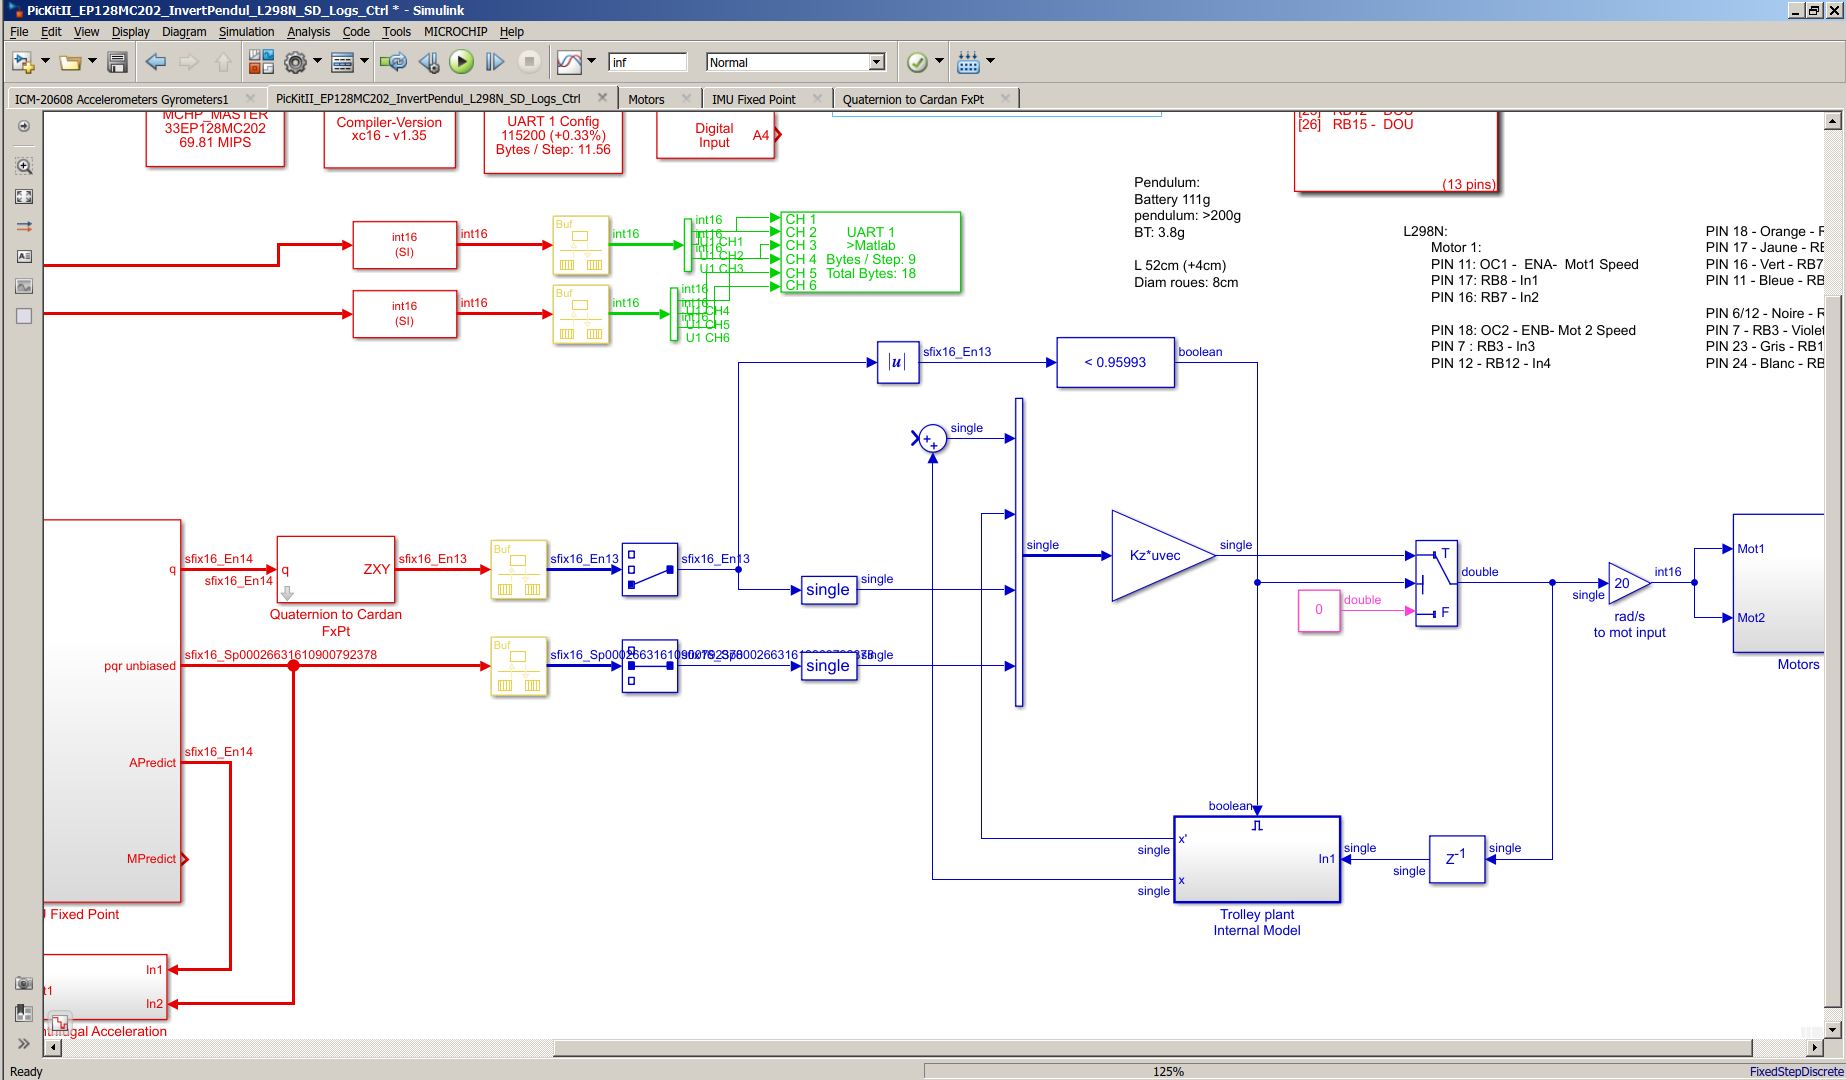 PicKitII_EP128MC202_InvertPendul_L298N_SD_Logs_Ctrl * - Simulink
File Edit View Display Diagram Simulation Analysis Code Tools MICROCHIP Help
inf
Normal
ICM-20608 Accelerometers Gyrometers1
PicKitII_EP128MC202_InvertPendul_L298N_SD_Logs_Ctrl
Motors
IMU Fixed Point
Quaternion to Cardan FxPt
MCHP_MASTER
33EP128MC202
69.81 MIPS
Compiler-Version
xc16 - v1.35
UART 1 Config
115200 (+0.33%)
Bytes / Step: 11.56
Digital
Input
A4
[26] RB15 - DOU
(13 pins)
Pendulum:
Battery 111g
pendulum: >200g
BT: 3.8g
L 52cm (+4cm)
Diam roues: 8cm
L298N:
Motor 1:
PIN 11: OC1 - ENA- Mot1 Speed
PIN 17: RB8 - In1
PIN 16: RB7 - In2
PIN 18: OC2 - ENB- Mot 2 Speed
PIN 7 : RB3 - In3
PIN 12 - RB12 - In4
PIN 18 - Orange - R
PIN 17 - Jaune - RE
PIN 16 - Vert - RB7
PIN 11 - Bleue - RB
PIN 6/12 - Noire - R
PIN 7 - RB3 - Violet
PIN 23 - Gris - RB1
PIN 24 - Blanc - RB
int16
(SI)
int16
Buf
int16
int16
int16
U1 CH1
U1 CH2
U1 CH3
CH 1
CH 2
CH 3
CH 4
CH 5
CH 6
UART 1
>Matlab
Bytes / Step: 9
Total Bytes: 18
int16
(SI)
int16
Buf
int16
int16
int16
int16
U1 CH4
U1 CH5
U1 CH6
|u|
sfix16_En13
< 0.95993
boolean
single
q
sfix16_En14
sfix16_En14
q
ZXY
Quaternion to Cardan
FxPt
sfix16_En13
Buf
sfix16_En13
sfix16_En13
single
single
single
Kz*uvec
single
T
F
0
double
double
single
20
rad/s
to mot input
int16
Mot1
Mot2
Motors
pqr unbiased
sfix16_Sp00026631610900792378
Buf
single
single
APredict
sfix16_En14
MPredict
Fixed Point
boolean
x'
single
x
single
In1
Trolley plant
Internal Model
single
single
Z-1
single
In1
In2
t1
Acceleration
Ready
125%
FixedStepDiscrete